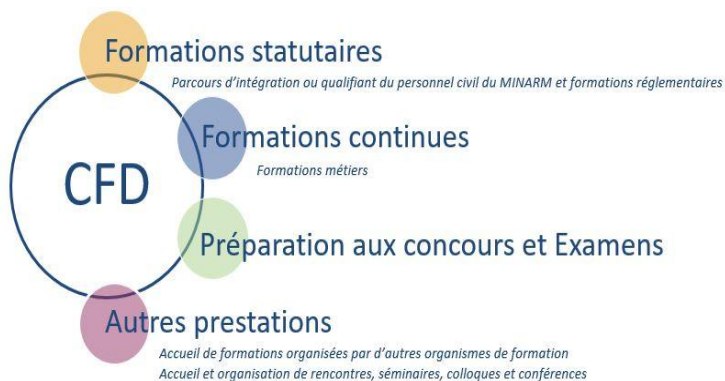 Formations statutaires
Parcours d'intégration ou qualifiant du personnel civil du MINARM et formations réglementaires
Formations continues
Formations métiers
CFD
Préparation aux concours et Examens
Autres prestations
Accueil de formations organisées par d'autres organismes de formation
Accueil et organisation de rencontres, séminaires, colloques et conférences